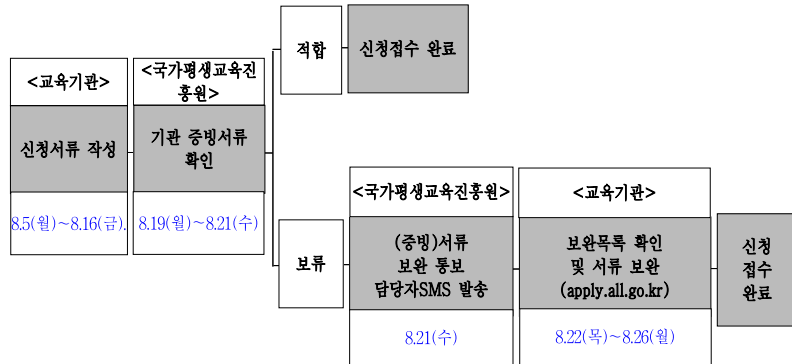 <교육기관>
신청서류 작성
8.5(월)~8.16(금).
<국가평생교육진
흥원>
기관 증빙서류
확인
8.19(월)~8.21(수)
적합
신청접수 완료
보류
<국가평생교육진흥원>
(증빙)서류
보완 통보
담당자SMS 발송
8.21(수)
<교육기관>
보완목록 확인
및 서류 보완
(apply.all.go.kr)
8.22(목)~8.26(월)
신청
접수
완료